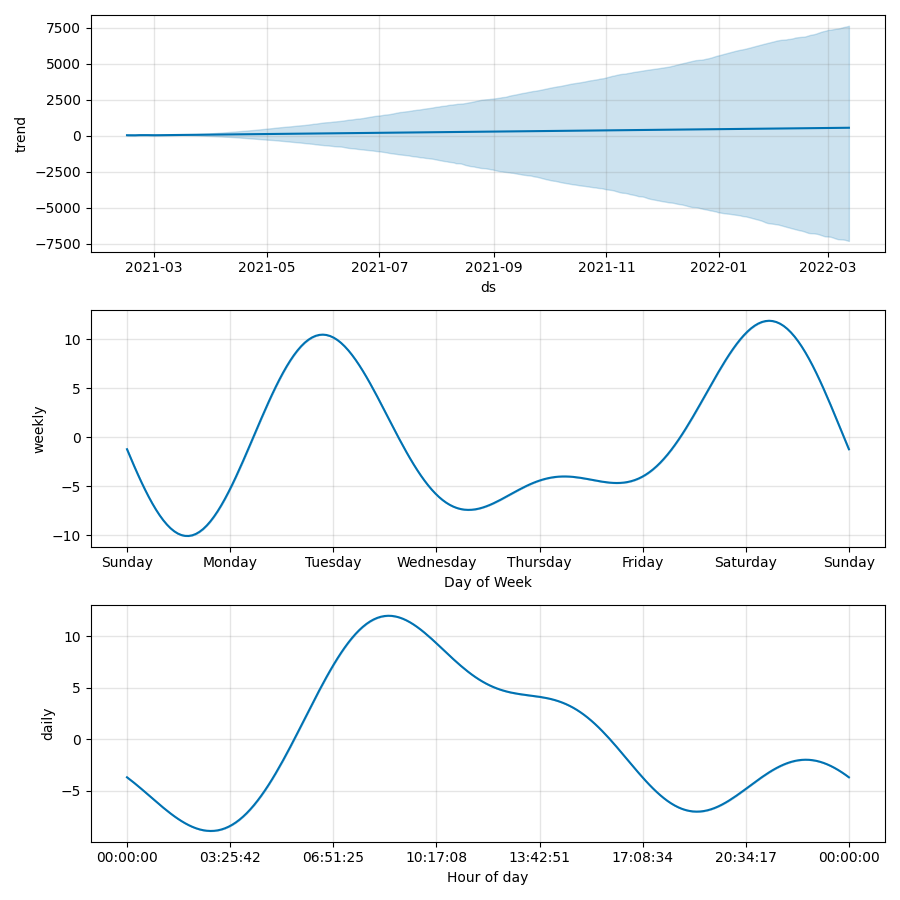 7500
5000
2500
0
−2500
−5000
−7500
trend
2021-03 2021-05 2021-07 2021-09 2021-11 2022-01 2022-03
ds
10
5
0
−5
−10
weekly
Sunday Monday Tuesday Wednesday Thursday Friday Saturday Sunday
Day of Week
10
5
0
−5
daily
00:00:00 03:25:42 06:51:25 10:17:08 13:42:51 17:08:34 20:34:17 00:00:00
Hour of day